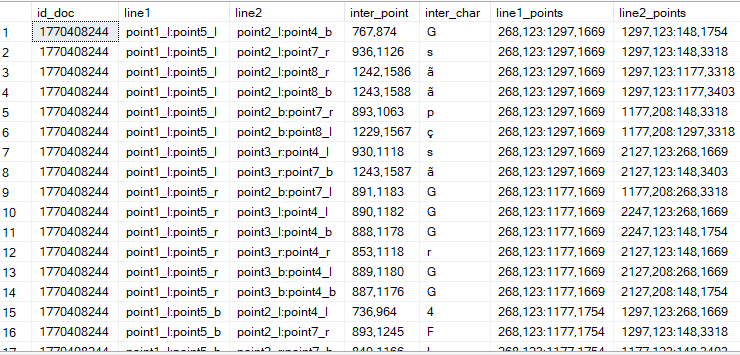 id_doc line1 line2 inter_point inter_char line1_points line2_points
1 1770408244 point1_l:point5_l point2_l:point4_b 767,874 G 268,123:1297,1669 1297,123:148,1754
2 1770408244 point1_l:point5_l point2_l:point7_r 936,1126 s 268,123:1297,1669 1297,123:148,3318
3 1770408244 point1_l:point5_l point2_l:point8_r 1242,1586 ã 268,123:1297,1669 1297,123:1177,3318
4 1770408244 point1_l:point5_l point2_l:point8_b 1243,1588 ã 268,123:1297,1669 1297,123:1177,3403
5 1770408244 point1_l:point5_l point2_b:point7_r 893,1063 p 268,123:1297,1669 1177,208:148,3318
6 1770408244 point1_l:point5_l point2_b:point8_l 1229,1567 ç 268,123:1297,1669 1177,208:1297,3318
7 1770408244 point1_l:point5_l point3_r:point4_l 930,1118 s 268,123:1297,1669 2127,123:268,1669
8 1770408244 point1_l:point5_l point3_r:point7_b 1243,1587 ã 268,123:1297,1669 2127,123:148,3403
9 1770408244 point1_l:point5_r point2_b:point7_l 891,1183 G 268,123:1177,1669 1177,208:268,3318
10 1770408244 point1_l:point5_r point3_l:point4_l 890,1182 G 268,123:1177,1669 2247,123:268,1669
11 1770408244 point1_l:point5_r point3_l:point4_b 888,1178 G 268,123:1177,1669 2247,123:148,1754
12 1770408244 point1_l:point5_r point3_r:point4_r 853,1118 r 268,123:1177,1669 2127,123:148,1669
13 1770408244 point1_l:point5_r point3_b:point4_l 889,1180 G 268,123:1177,1669 2127,208:268,1669
14 1770408244 point1_l:point5_r point3_b:point4_b 887,1176 G 268,123:1177,1669 2127,208:148,1754
15 1770408244 point1_l:point5_b point2_l:point4_l 736,964 4 268,123:1177,1754 1297,123:268,1669
16 1770408244 point1_l:point5_b point2_l:point7_r 893,1245 F 268,123:1177,1754 1297,123:148,3318
17 1770408244 point1_l:point5_b